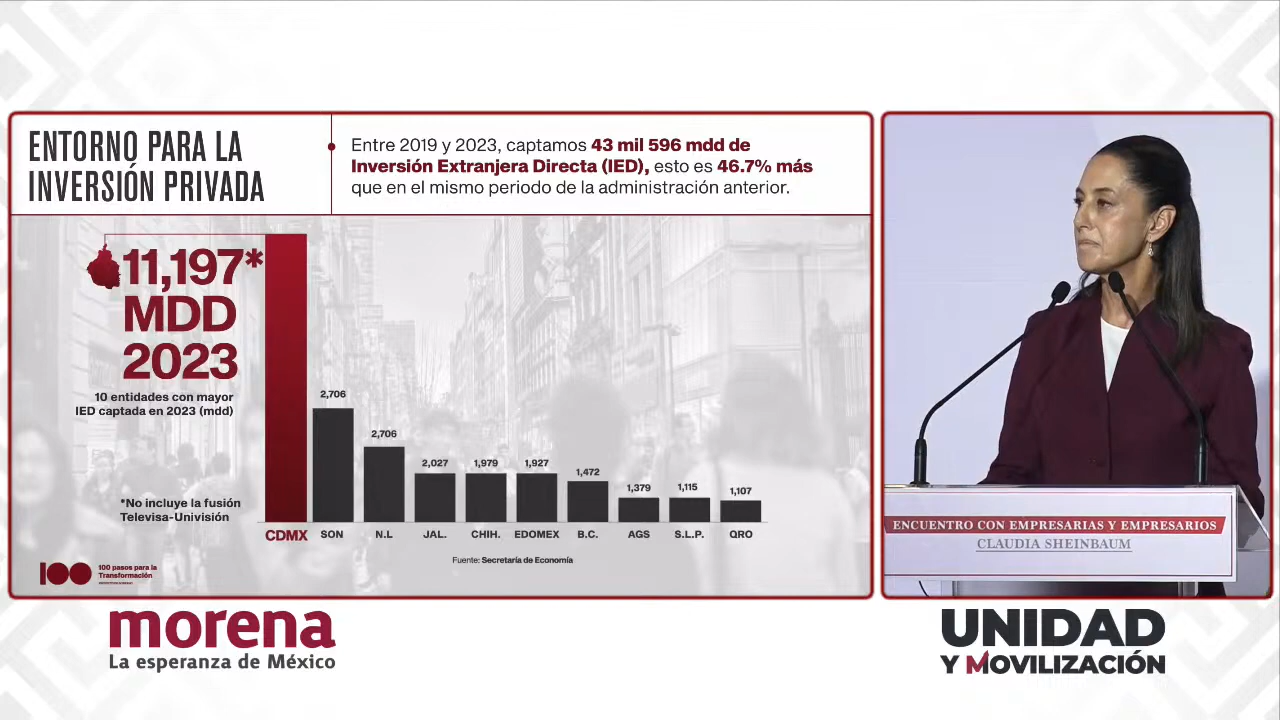 ENTORNO PARA LA
INVERSIÓN PRIVADA
Entre 2019 y 2023, captamos 43 mil 596 mdd de
Inversión Extranjera Directa (IED), esto es 46.7% más
que en el mismo periodo de la administración anterior.
11,197*
MDD
2023
10 entidades con mayor
IED captada en 2023 (mdd)
*No incluye la fusión
Televisa-Univisión
2,706
2,706
2,027
1,979
1,927
1,472
1,379
1,115
1,107
CDMX
SON
N.L
JAL.
CHIH.
EDOMEX
B.C.
AGS
S.L.P.
QRO
Fuente: Secretaría de Economía
100
100 pasos para la
Transformación
ENCUENTRO CON EMPRESARIAS Y EMPRESARIOS
CLAUDIA SHEINBAUM
morena
La esperanza de México
UNIDAD
Y MOVILIZACIÓN